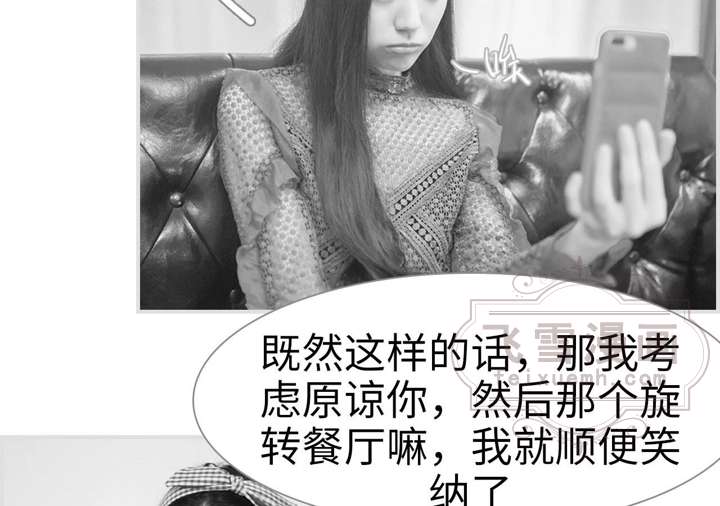 哈
飞雪漫画
feixuemh.com
既然这样的话，那我考
虑原谅你，然后那个旋
转餐厅嘛，我就顺便笑
纳了